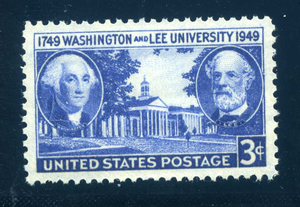 1749 WASHINGTON AND LEE UNIVERSITY 1949
3¢
UNITED STATES POSTAGE